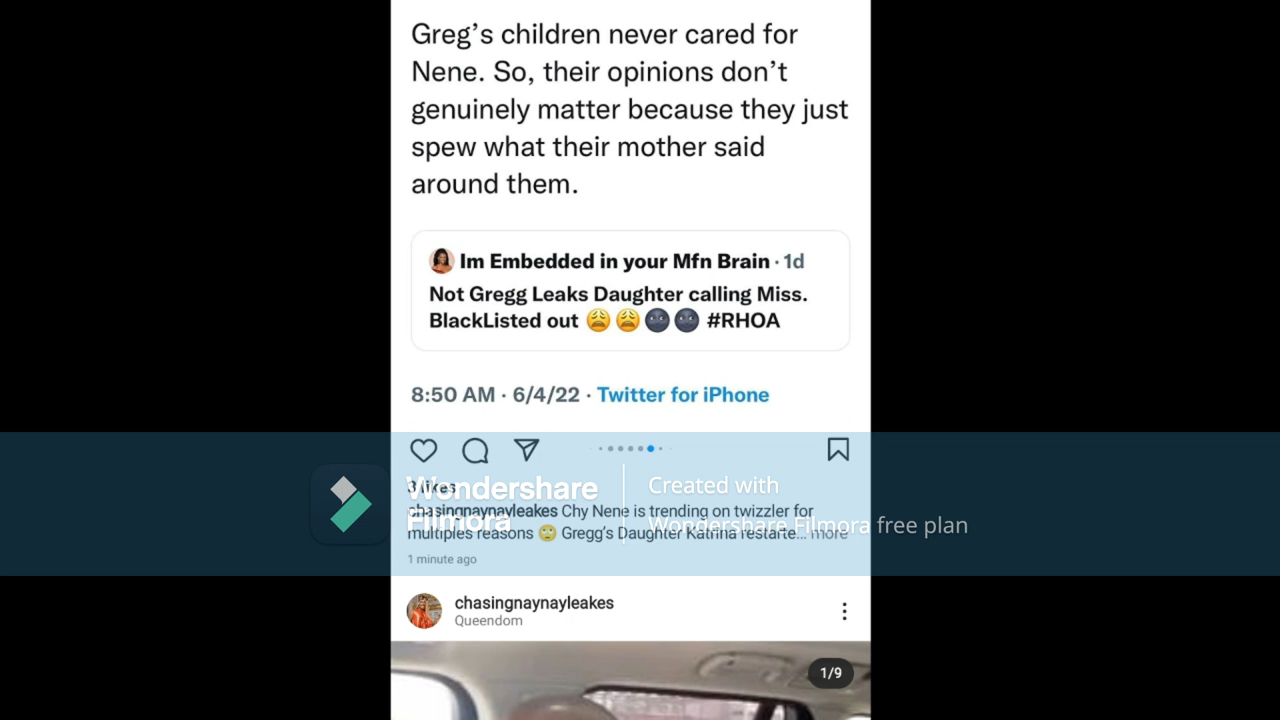 Greg’s children never cared for
Nene. So, their opinions don’t
genuinely matter because they just
spew what their mother said
around them.
Im Embedded in your Mfn Brain · 1d
Not Gregg Leaks Daughter calling Miss.
BlackListed out 😩😩🌚🌚 #RHOA
8:50 AM · 6/4/22 · Twitter for iPhone
3 likes
Wondershare
Filmora
Created with
Wondershare Filmora free plan
chasingnaynayleakes Chy Nene is trending on twizzler for
multiples reasons 🙄 Gregg’s Daughter Katrina restarte... more
1 minute ago
chasingnaynayleakes
Queendom
1/9